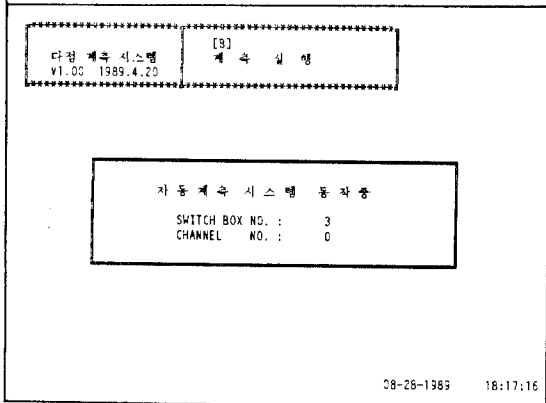 [B]
다점 계측 시스템
계 측 실 행
V1.00 1989.4.20
자 동 계 측 시 스 템 동 작 중
SWITCH BOX NO. : 3
CHANNEL NO. : 0
08-28-1989 18:17:16